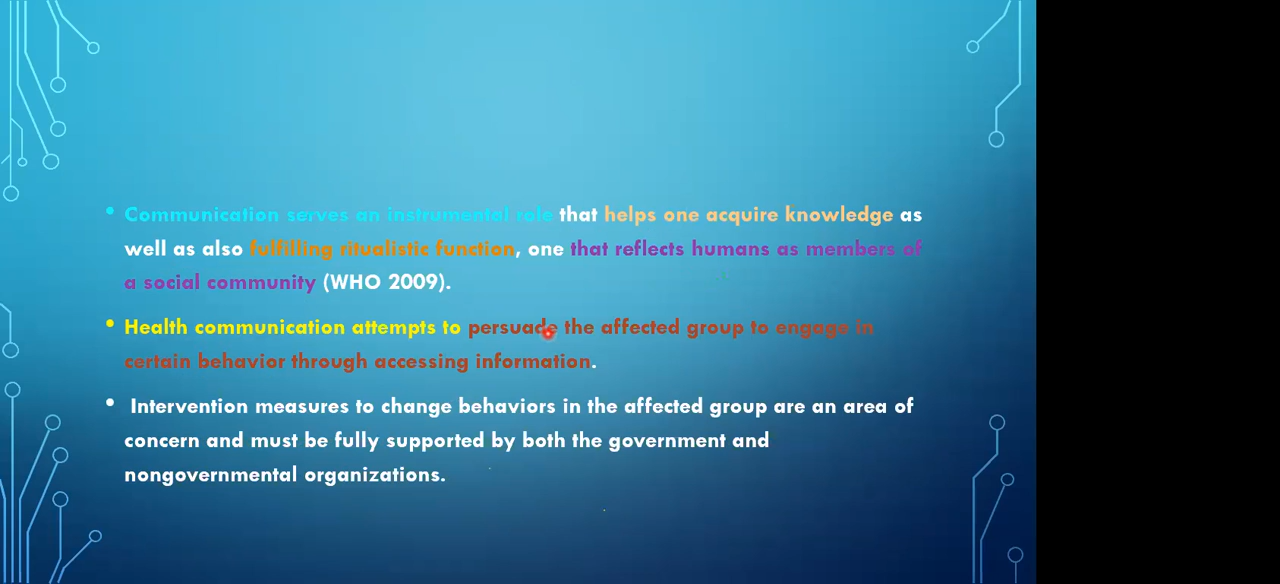 • Communication serves an instrumental role that helps one acquire knowledge as
well as also fulfilling ritualistic function, one that reflects humans as members of
a social community (WHO 2009).
• Health communication attempts to persuade the affected group to engage in
certain behavior through accessing information.
• Intervention measures to change behaviors in the affected group are an area of
concern and must be fully supported by both the government and
nongovernmental organizations.